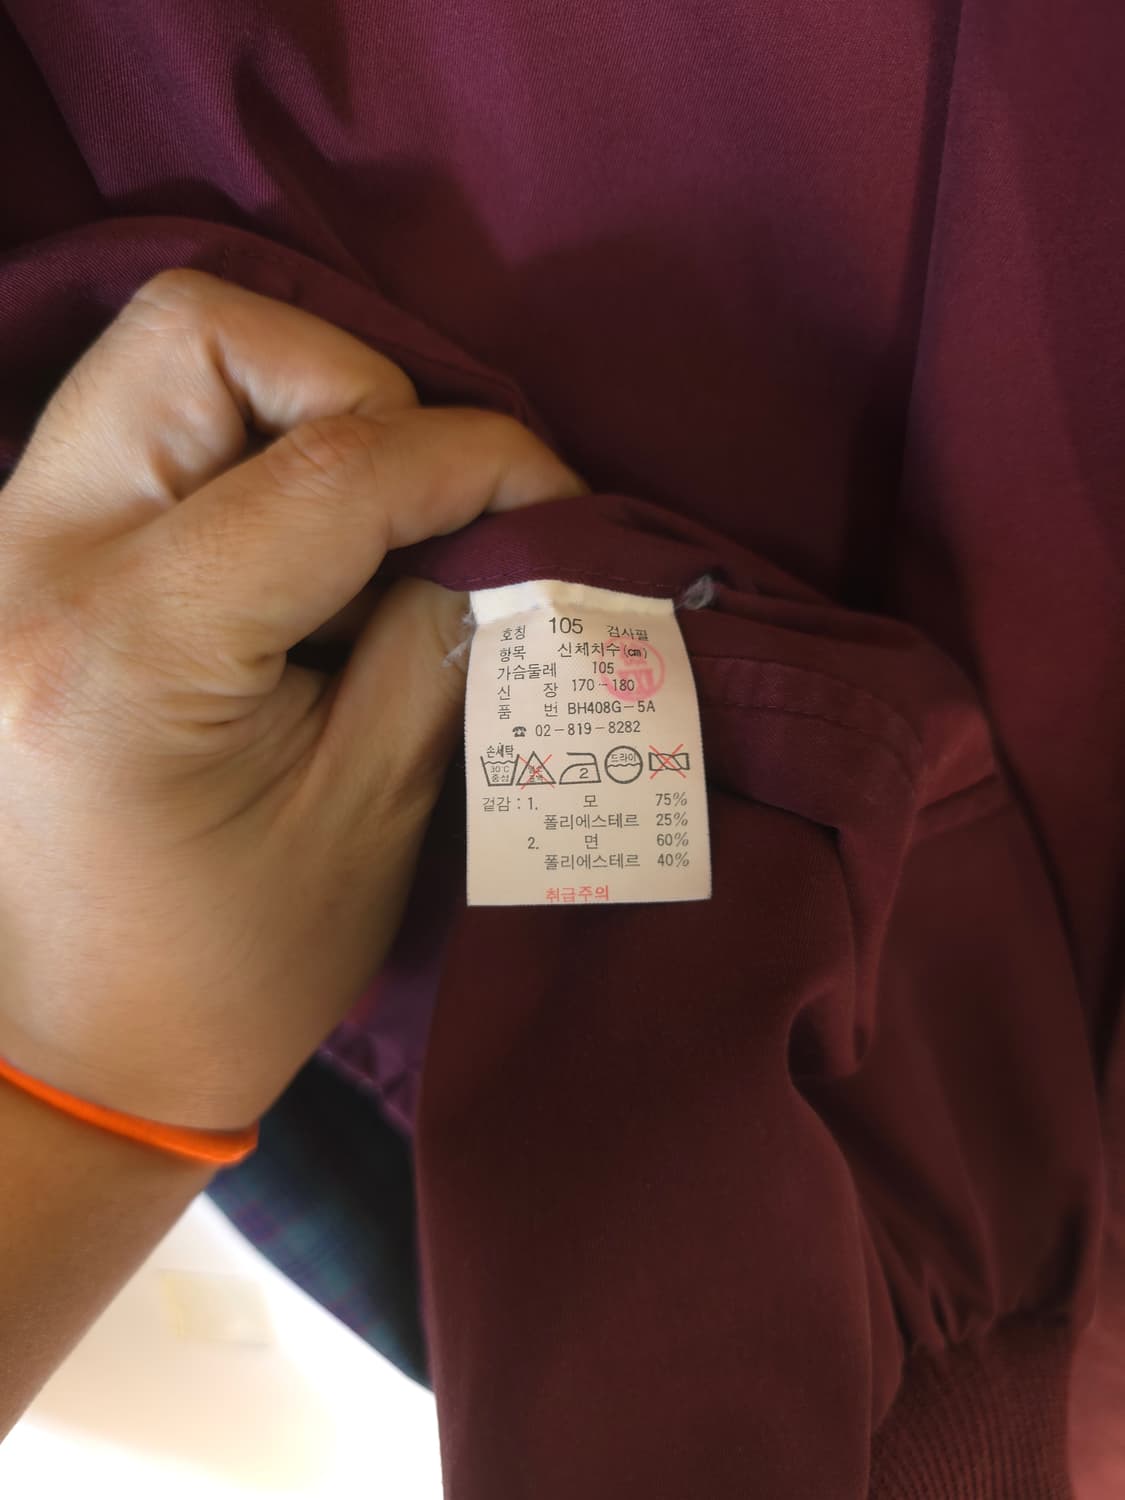 호칭 105 검사필
항목 신체치수(㎝)
가슴둘레 105
신 장 170-180
품 번 BH408G-5A
☎ 02-819-8282
손세탁
30℃
중성
2
드라이
겉감 : 1. 모 75%
폴리에스테르 25%
2. 면 60%
폴리에스테르 40%
취급주의